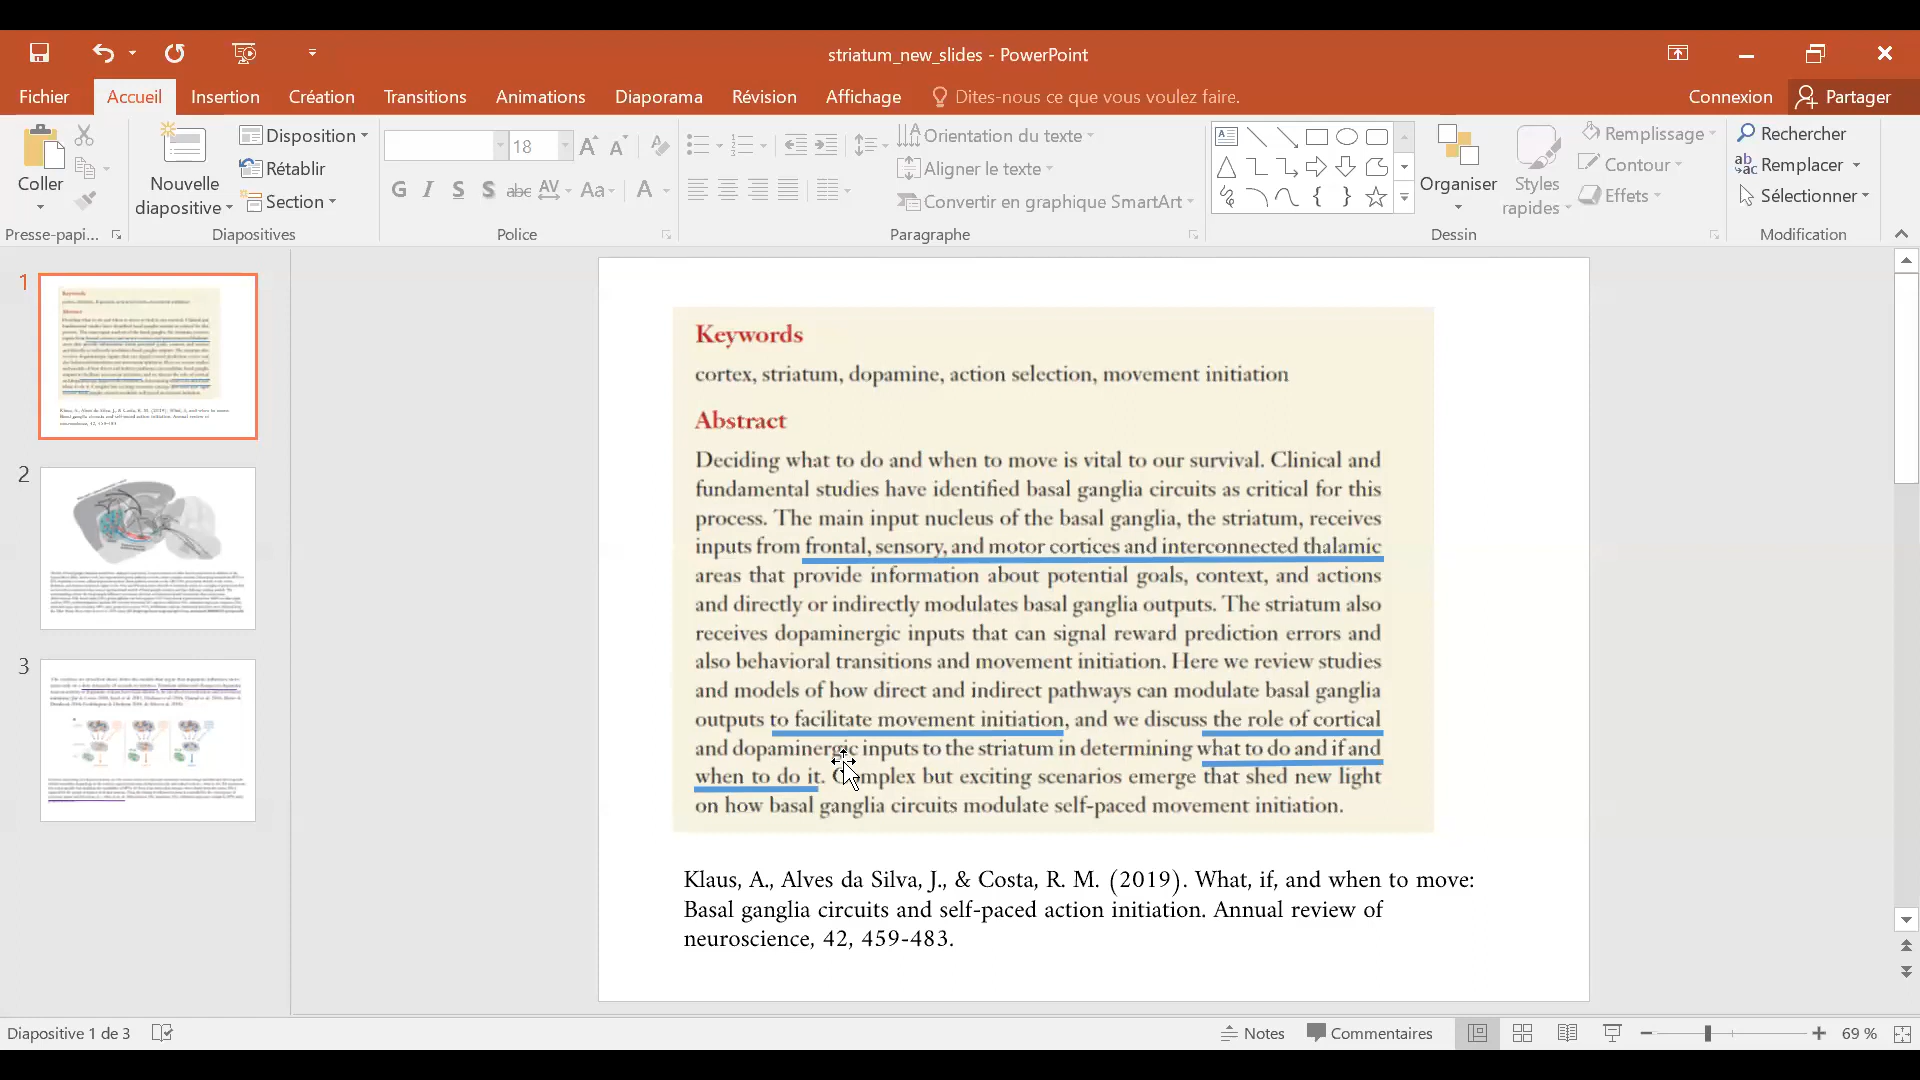 striatum_new_slides - PowerPoint
Fichier Accueil Insertion Création Transitions Animations Diaporama Révision Affichage Dites-nous ce que vous voulez faire. Connexion Partager
Coller
Presse-papi...
Nouvelle
diapositive
Disposition
Rétablir
Section
Diapositives
18
G I S S abc AV Aa A
Police
Orientation du texte
Aligner le texte
Convertir en graphique SmartArt
Paragraphe
Organiser
Styles
rapides
Remplissage
Contour
Effets
Dessin
Rechercher
Remplacer
Sélectionner
Modification
1
2
3
Keywords
cortex, striatum, dopamine, action selection, movement initiation
Abstract
Deciding what to do and when to move is vital to our survival. Clinical and
fundamental studies have identified basal ganglia circuits as critical for this
process. The main input nucleus of the basal ganglia, the striatum, receives
inputs from frontal, sensory, and motor cortices and interconnected thalamic
areas that provide information about potential goals, context, and actions
and directly or indirectly modulates basal ganglia outputs. The striatum also
receives dopaminergic inputs that can signal reward prediction errors and
also behavioral transitions and movement initiation. Here we review studies
and models of how direct and indirect pathways can modulate basal ganglia
outputs to facilitate movement initiation, and we discuss the role of cortical
and dopaminergic inputs to the striatum in determining what to do and if and
when to do it. Complex but exciting scenarios emerge that shed new light
on how basal ganglia circuits modulate self-paced movement initiation.
Klaus, A., Alves da Silva, J., & Costa, R. M. (2019). What, if, and when to move:
Basal ganglia circuits and self-paced action initiation. Annual review of
neuroscience, 42, 459-483.
Diapositive 1 de 3
Notes Commentaires 69 %